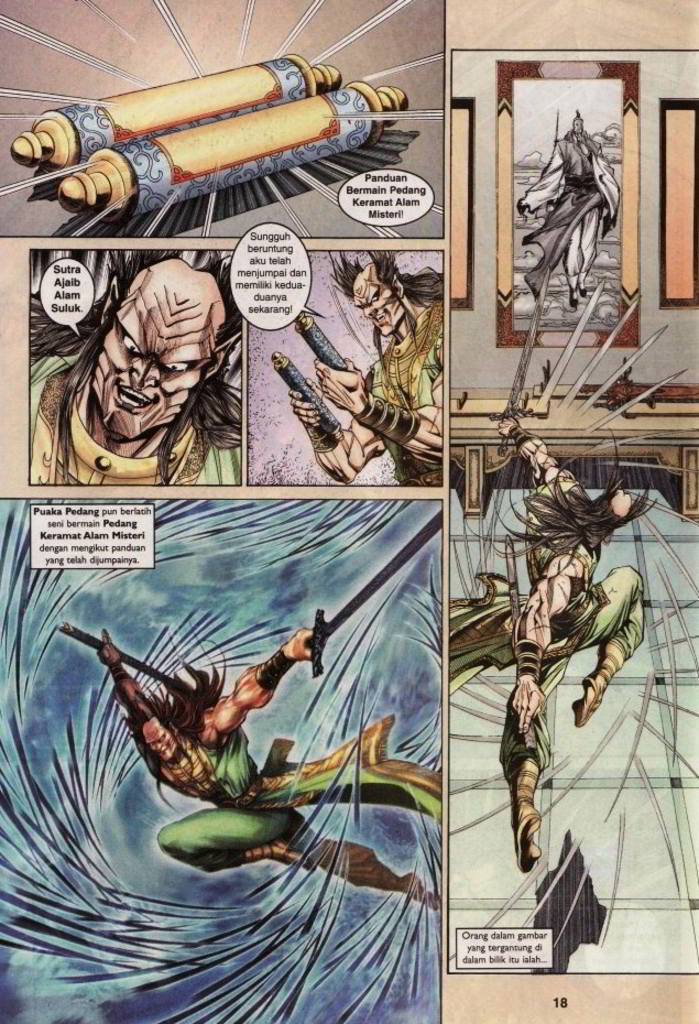 Panduan
Bermain Pedang
Keramat Alam
Misteri!
Sutra
Ajaib
Alam
Suluk.
Sungguh
beruntung
aku telah
menjumpai dan
memiliki kedua-
duanya
sekarang!
Puaka Pedang pun berlatih
seni bermain Pedang
Keramat Alam Misteri
dengan mengikut panduan
yang telah dijumpainya.
Orang dalam gambar
yang tergantung di
dalam bilik itu ialah...
18